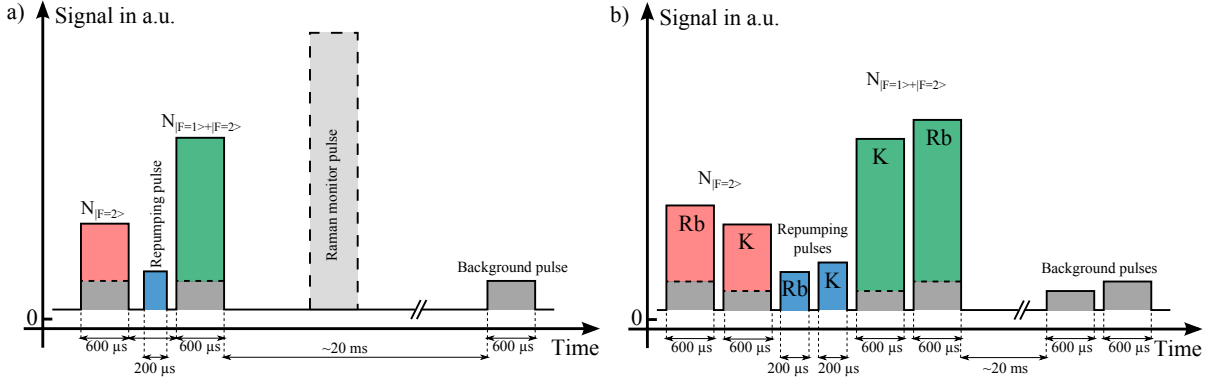 a)
Signal in a.u.
N|F=2>
Repumping pulse
N|F=1>+|F=2>
Raman monitor pulse
Background pulse
0
600 µs
600 µs
600 µs
Time
200 µs
~20 ms
b)
Signal in a.u.
N|F=2>
Rb
K
Repumping
pulses
Rb
K
N|F=1>+|F=2>
K
Rb
Background pulses
0
600 µs
600 µs
600 µs
600 µs
600 µs
600 µs
Time
200 µs
200 µs
~20 ms